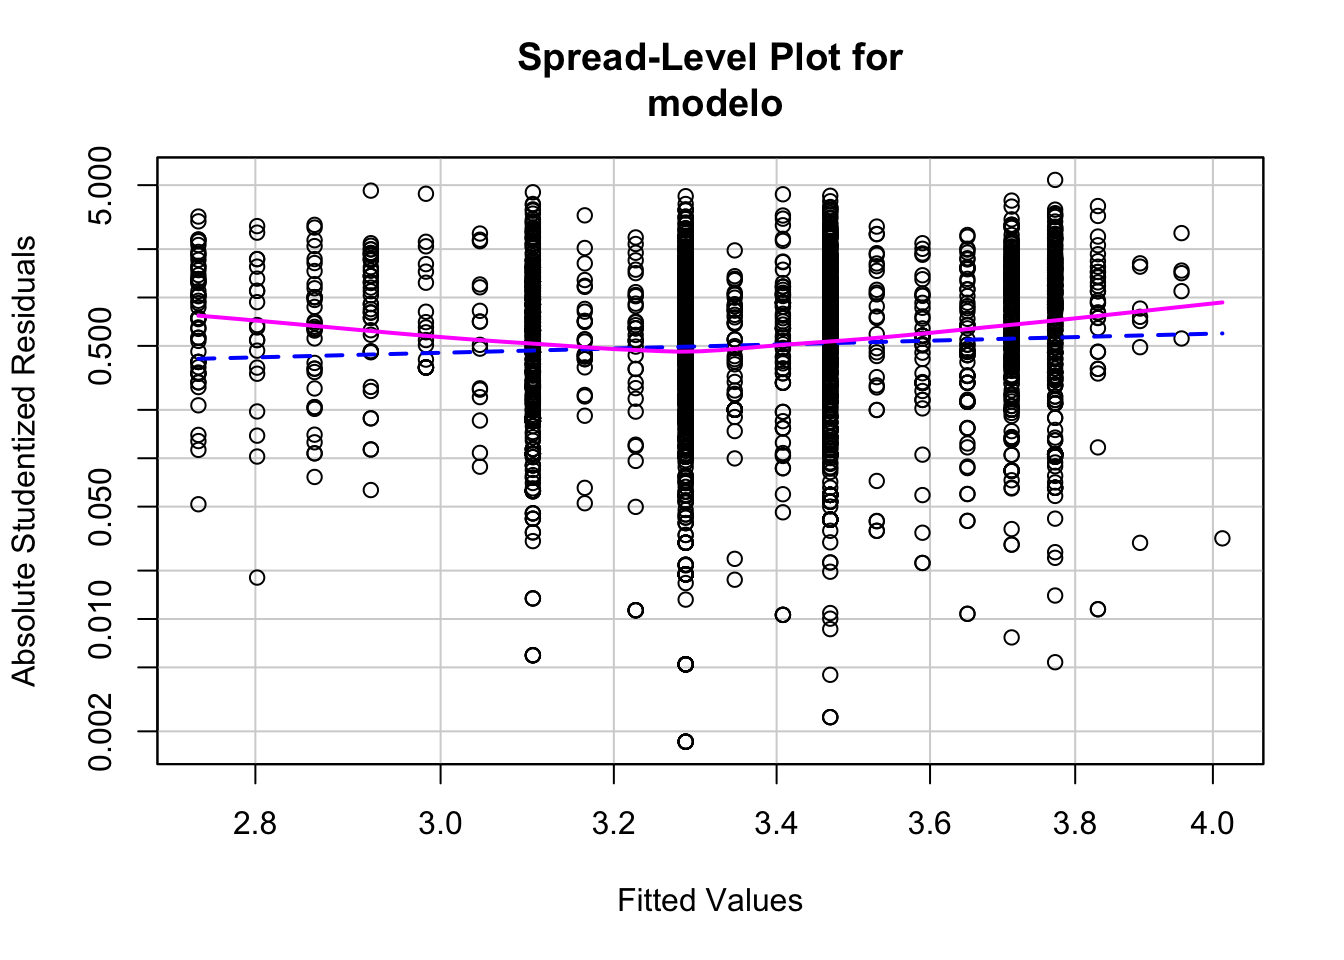 Spread-Level Plot for
modelo
Absolute Studentized Residuals
5.000
0.500
0.050
0.010
0.002
2.8 3.0 3.2 3.4 3.6 3.8 4.0
Fitted Values